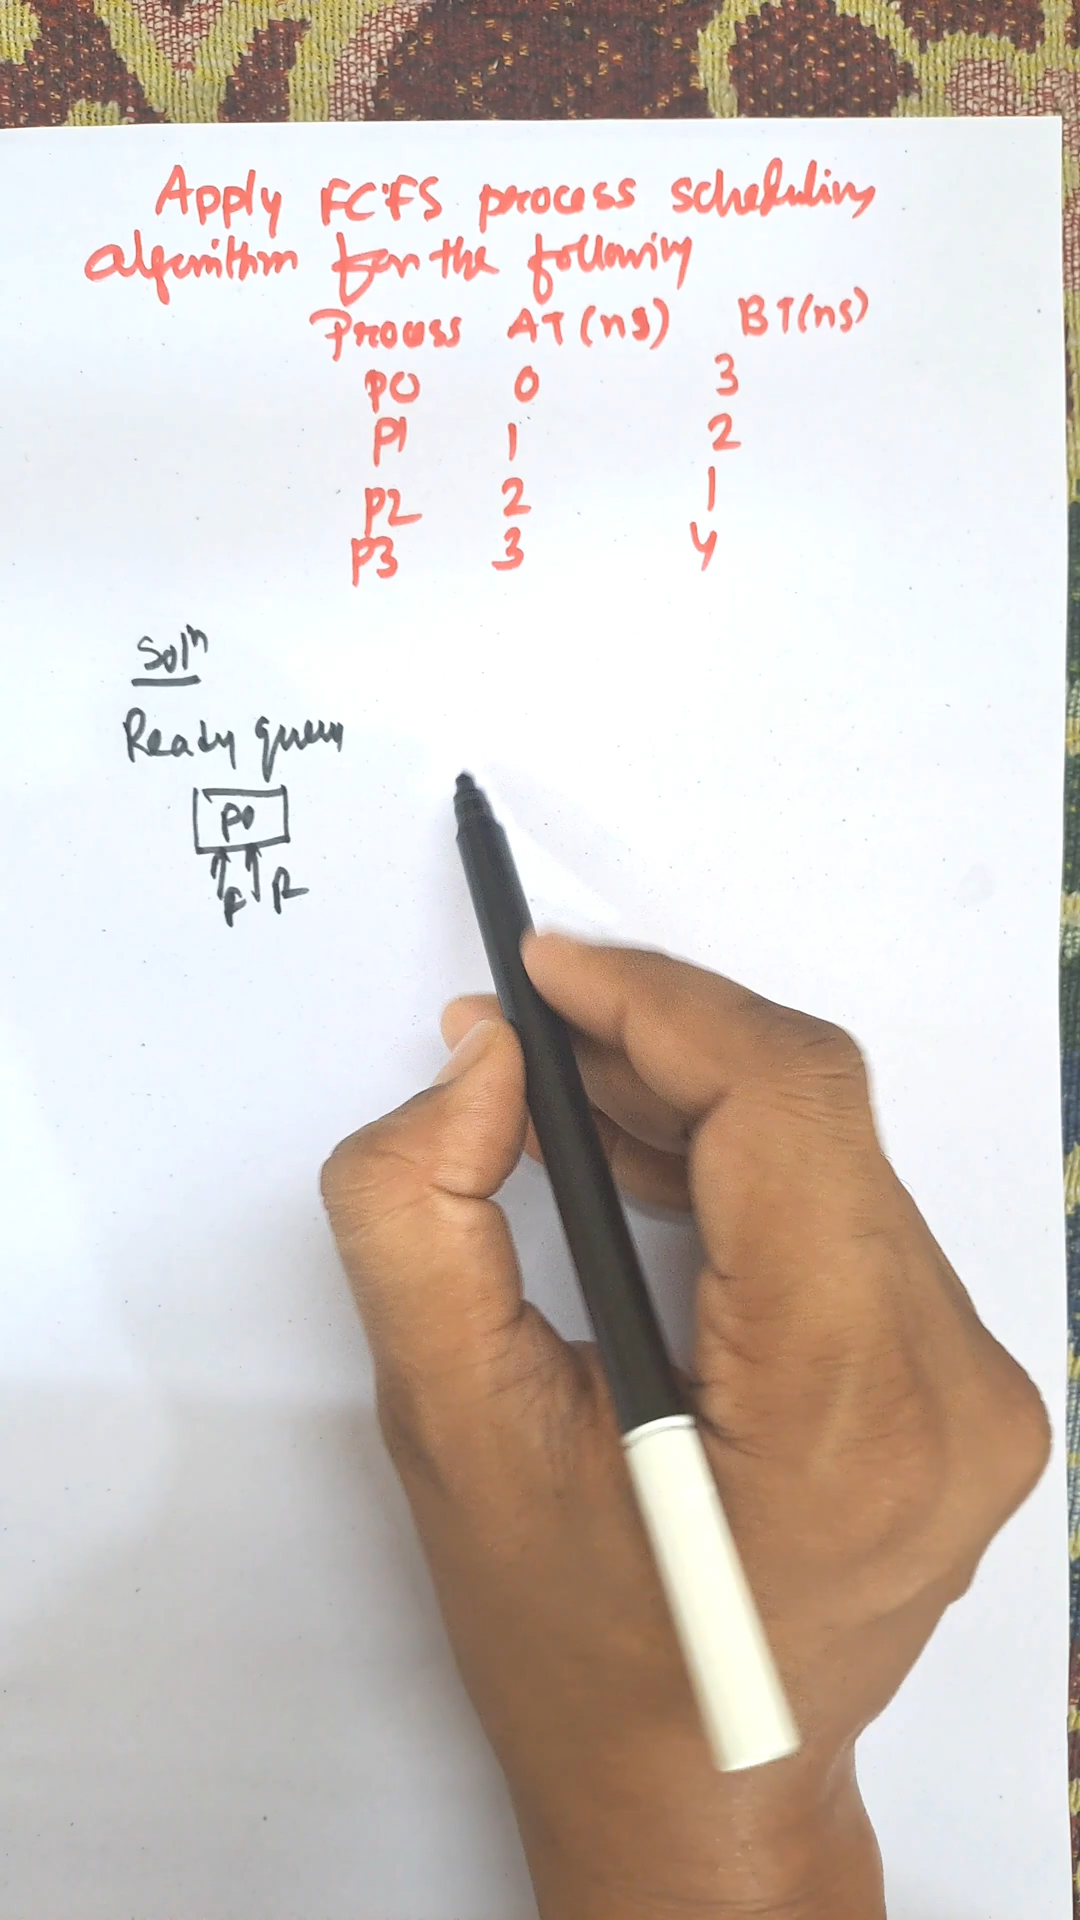 Apply FCFS process scheduling
algorithm for the following
Process AT(ns) BT(ns)
P0 0 3
P1 1 2
P2 2 1
P3 3 4
Solⁿ
Ready queue
P0
F R